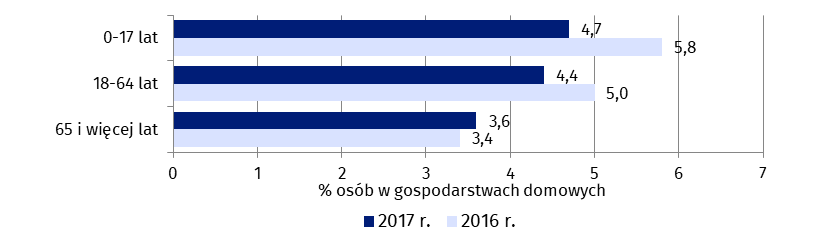 0-17 lat
4,7
5,8
18-64 lat
4,4
5,0
65 i więcej lat
3,6
3,4
0 1 2 3 4 5 6 7
% osób w gospodarstwach domowych
2017 r. 2016 r.